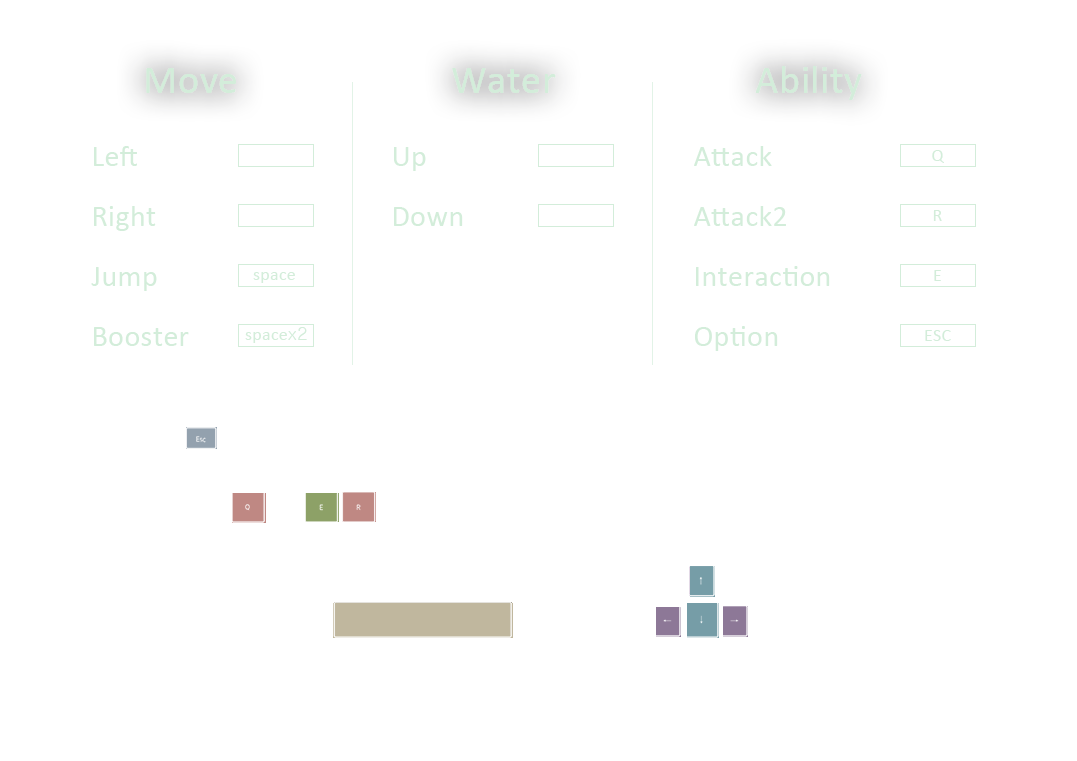 Move Water Ability
Left Up Attack Q
Right Down Attack2 R
Jump space Interaction E
Booster spacex2 Option ESC
Esc
Q E R
↑
← ↓ →